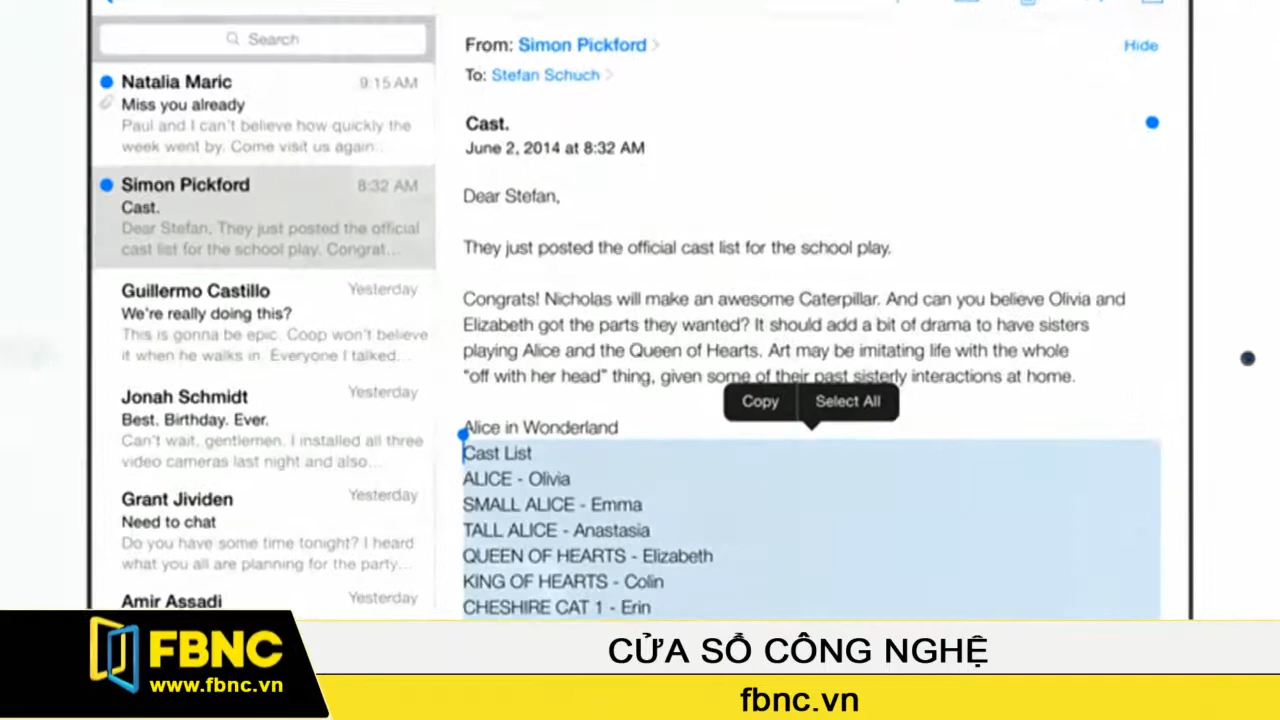 Search
Natalia Maric 9:15 AM
Miss you already
Paul and I can't believe how quickly the
week went by. Come visit us again..
Simon Pickford 8:32 AM
Cast.
Dear Stefan, They just posted the official
cast list for the school play. Congrat...
Guillermo Castillo Yesterday
We're really doing this?
This is gonna be epic. Coop won't believe
it when he walks in. Everyone I talked...
Jonah Schmidt Yesterday
Best. Birthday. Ever.
Can't wait, gentlemen. I installed all three
video cameras last night and also...
Grant Jividen Yesterday
Need to chat
Do you have some time tonight? I heard
what you all are planning for the party...
Amir Assadi Yesterday
From: Simon Pickford Hide
To: Stefan Schuch
Cast.
June 2, 2014 at 8:32 AM
Dear Stefan,
They just posted the official cast list for the school play.
Congrats! Nicholas will make an awesome Caterpillar. And can you believe Olivia and
Elizabeth got the parts they wanted? It should add a bit of drama to have sisters
playing Alice and the Queen of Hearts. Art may be imitating life with the whole
"off with her head" thing, given some of their past sisterly interactions at home.
Copy Select All
Alice in Wonderland
Cast List
ALICE - Olivia
SMALL ALICE - Emma
TALL ALICE - Anastasia
QUEEN OF HEARTS - Elizabeth
KING OF HEARTS - Colin
CHESHIRE CAT 1 - Erin
FBNC
www.fbnc.vn
CỬA SỔ CÔNG NGHỆ
fbnc.vn